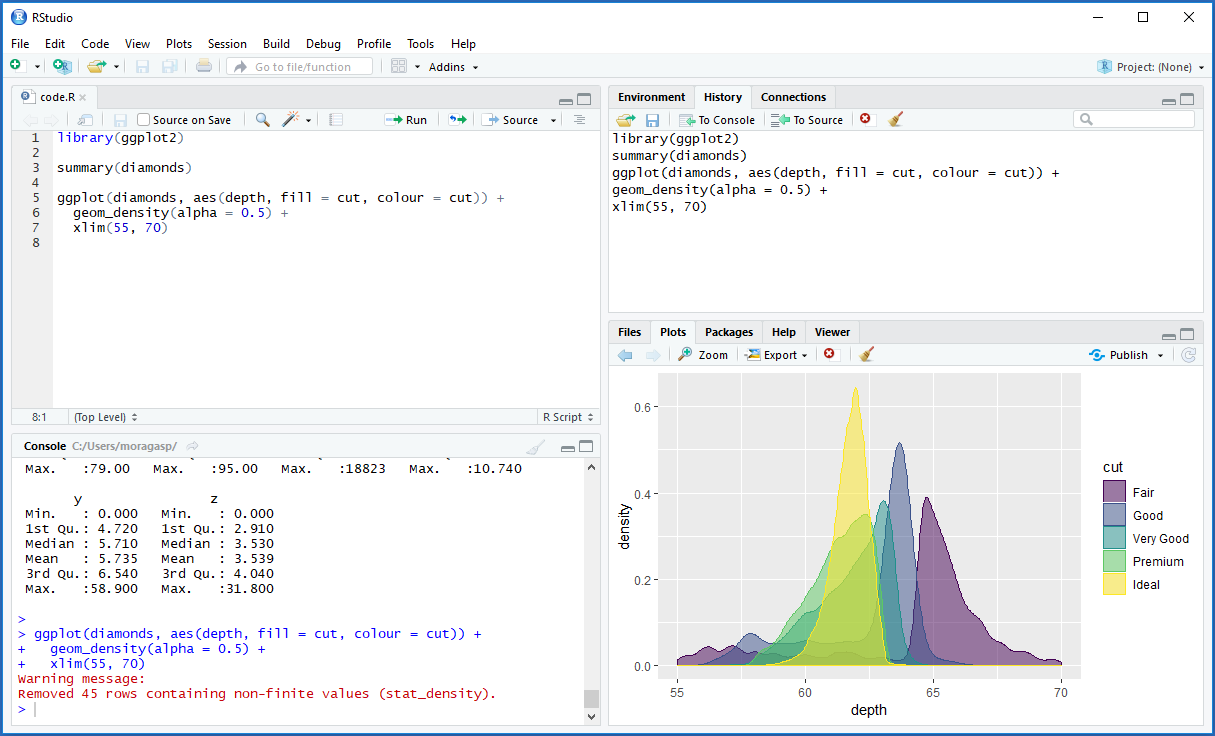 RStudio
File Edit Code View Plots Session Build Debug Profile Tools Help
Go to file/function
Addins
Project: (None)
code.R
Source on Save
Run
Source
1 library(ggplot2)
2
3 summary(diamonds)
4
5 ggplot(diamonds, aes(depth, fill = cut, colour = cut)) +
6   geom_density(alpha = 0.5) +
7   xlim(55, 70)
8
8:1 (Top Level) R Script
Console C:/Users/moragasp/
Max.   :79.00   Max.   :95.00   Max.   :18823   Max.   :10.740
      y                z
Min.   : 0.000   Min.   : 0.000
1st Qu.: 4.720   1st Qu.: 2.910
Median : 5.710   Median : 3.530
Mean   : 5.735   Mean   : 3.539
3rd Qu.: 6.540   3rd Qu.: 4.040
Max.   :58.900   Max.   :31.800
>
> ggplot(diamonds, aes(depth, fill = cut, colour = cut)) +
+   geom_density(alpha = 0.5) +
+   xlim(55, 70)
Warning message:
Removed 45 rows containing non-finite values (stat_density).
>
Environment History Connections
To Console To Source
library(ggplot2)
summary(diamonds)
ggplot(diamonds, aes(depth, fill = cut, colour = cut)) +
geom_density(alpha = 0.5) +
xlim(55, 70)
Files Plots Packages Help Viewer
Zoom Export Publish
0.6
0.4
0.2
0.0
density
55 60 65 70
depth
cut
Fair
Good
Very Good
Premium
Ideal